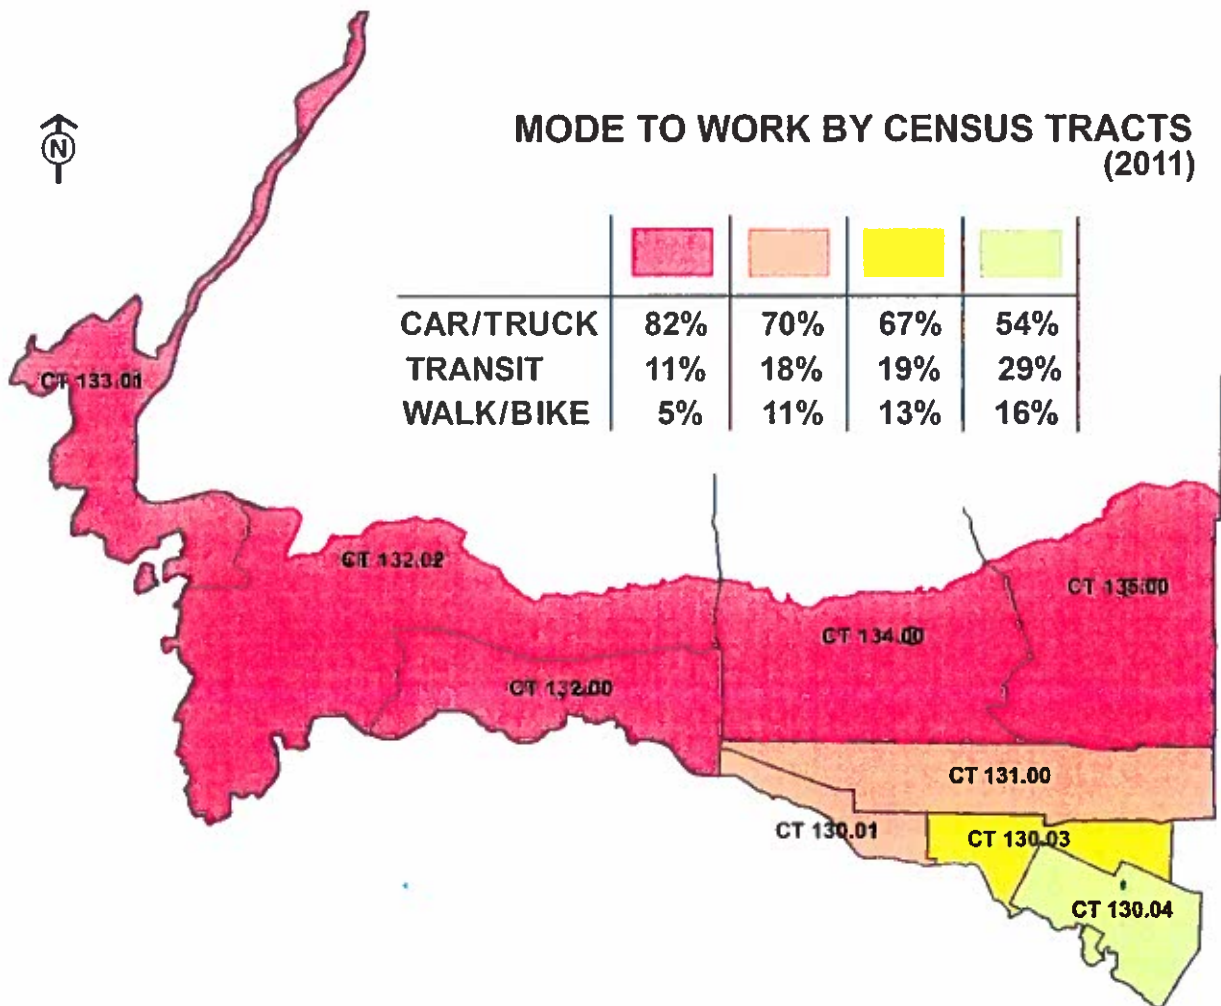 MODE TO WORK BY CENSUS TRACTS
(2011)
N
CAR/TRUCK 82% 70% 67% 54%
TRANSIT 11% 18% 19% 29%
WALK/BIKE 5% 11% 13% 16%
CT 133.01
CT 132.02
CT 135.00
CT 134.00
CT 132.00
CT 131.00
CT 130.01
CT 130.03
CT 130.04